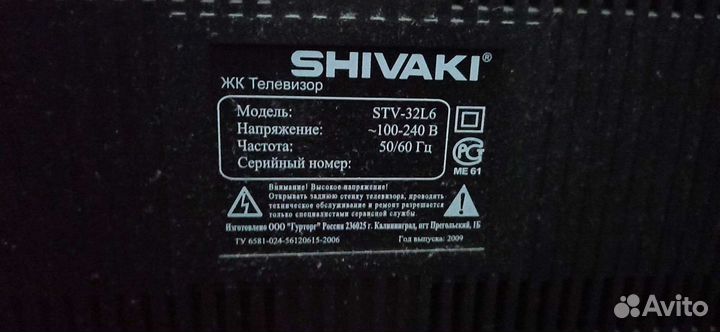 SHIVAKI®
ЖК Телевизор
Модель: STV-32L6
Напряжение: ~100-240 В
Частота: 50/60 Гц
Серийный номер:
РСТ
МЕ 61
Внимание! Высокое напряжение!
Открывать заднюю стенку телевизора, проводить
техническое обслуживание и ремонт разрешается
только специалистам сервисной службы.
Изготовлено ООО "Гурторг" Россия 236025 г. Калининград, пгт Прегольский, 1Б
ТУ 6581-024-56120615-2006 Год выпуска: 2009
Avito